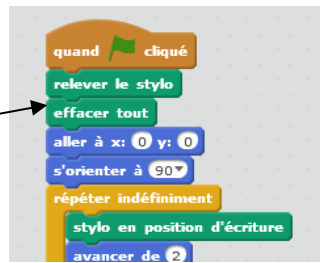 quand cliqué
relever le stylo
effacer tout
aller à x: 0 y: 0
s'orienter à 90▾
répéter indéfiniment
stylo en position d'écriture
avancer de 2